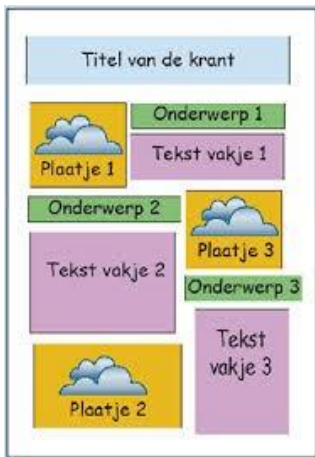 Titel van de krant
Plaatje 1
Onderwerp 1
Tekst vakje 1
Onderwerp 2
Tekst vakje 2
Plaatje 2
Plaatje 3
Onderwerp 3
Tekst
vakje 3